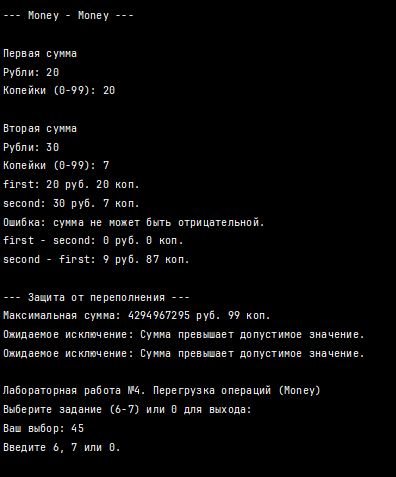 --- Money - Money ---
Первая сумма
Рубли: 20
Копейки (0-99): 20
Вторая сумма
Рубли: 30
Копейки (0-99): 7
first: 20 руб. 20 коп.
second: 30 руб. 7 коп.
Ошибка: сумма не может быть отрицательной.
first - second: 0 руб. 0 коп.
second - first: 9 руб. 87 коп.
--- Защита от переполнения ---
Максимальная сумма: 4294967295 руб. 99 коп.
Ожидаемое исключение: Сумма превышает допустимое значение.
Ожидаемое исключение: Сумма превышает допустимое значение.
Лабораторная работа №4. Перегрузка операций (Money)
Выберите задание (6-7) или 0 для выхода:
Ваш выбор: 45
Введите 6, 7 или 0.